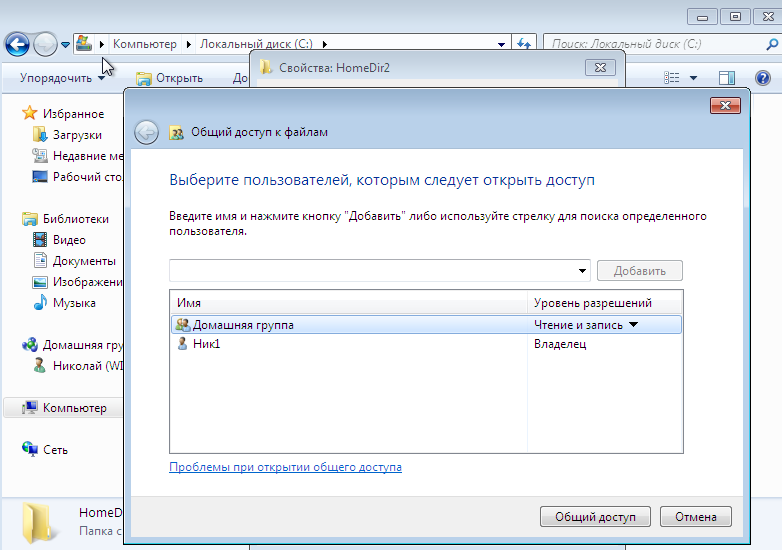 Компьютер
Локальный диск (C:)
Поиск: Локальный диск (C:)
Упорядочить
Открыть
Свойства: HomeDir2
Избранное
Загрузки
Недавние ме
Рабочий сто
Библиотеки
Видео
Документы
Изображени
Музыка
Домашняя гру
Николай (WI
Компьютер
Сеть
HomeD
Папка с
Общий доступ к файлам
Выберите пользователей, которым следует открыть доступ
Введите имя и нажмите кнопку "Добавить" либо используйте стрелку для поиска определенного
пользователя.
Добавить
Имя
Уровень разрешений
Домашняя группа
Чтение и запись
Ник1
Владелец
Проблемы при открытии общего доступа
Общий доступ
Отмена